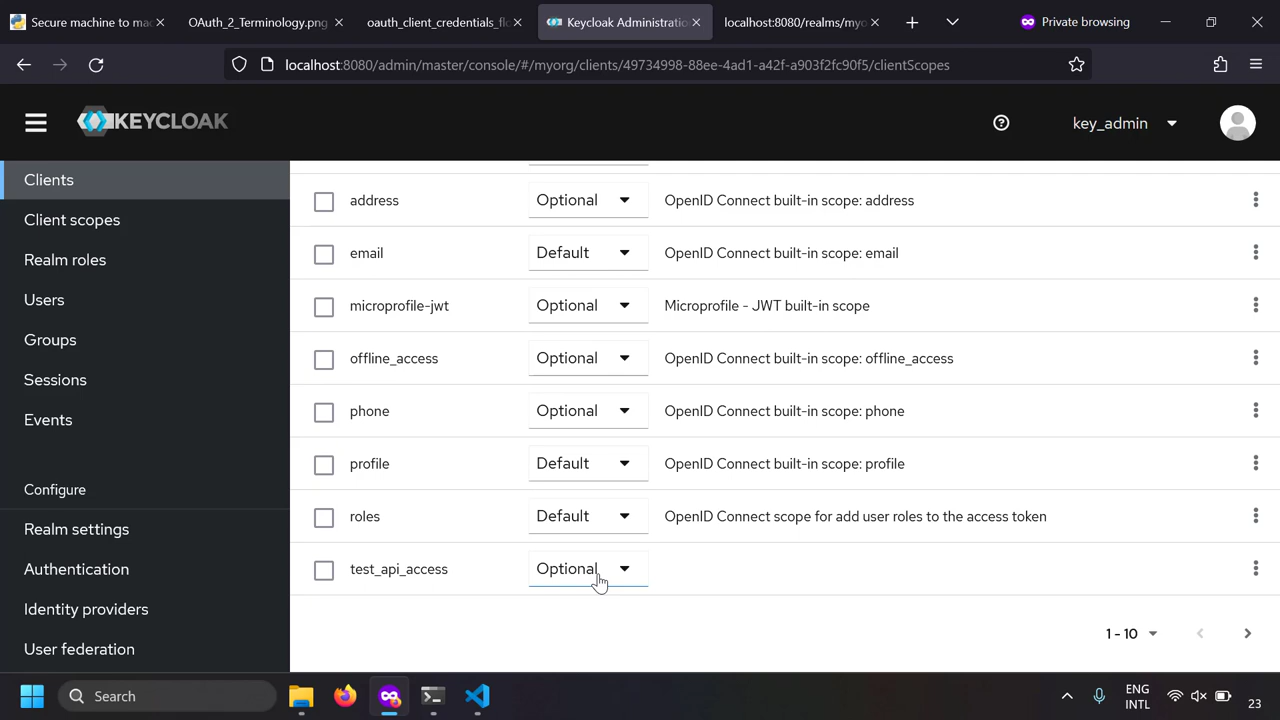 Secure machine to mac
OAuth_2_Terminology.png
oauth_client_credentials_flo
Keycloak Administratio
localhost:8080/realms/myo
Private browsing
localhost:8080/admin/master/console/#/myorg/clients/49734998-88ee-4ad1-a42f-a903f2fc90f5/clientScopes
KEYCLOAK
key_admin
Clients
Client scopes
Realm roles
Users
Groups
Sessions
Events
Configure
Realm settings
Authentication
Identity providers
User federation
address Optional OpenID Connect built-in scope: address
email Default OpenID Connect built-in scope: email
microprofile-jwt Optional Microprofile - JWT built-in scope
offline_access Optional OpenID Connect built-in scope: offline_access
phone Optional OpenID Connect built-in scope: phone
profile Default OpenID Connect built-in scope: profile
roles Default OpenID Connect scope for add user roles to the access token
test_api_access Optional
1 - 10
Search
ENG
INTL
23